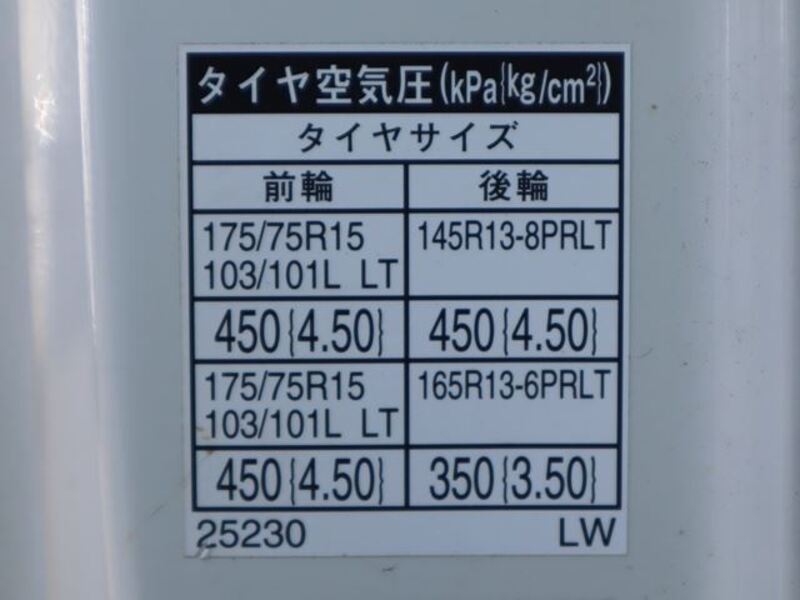 タイヤ空気圧(kPa{kg/cm²})
タイヤサイズ
前輪 後輪
175/75R15 145R13-8PRLT
103/101L LT
450{4.50} 450{4.50}
175/75R15 165R13-6PRLT
103/101L LT
450{4.50} 350{3.50}
25230 LW